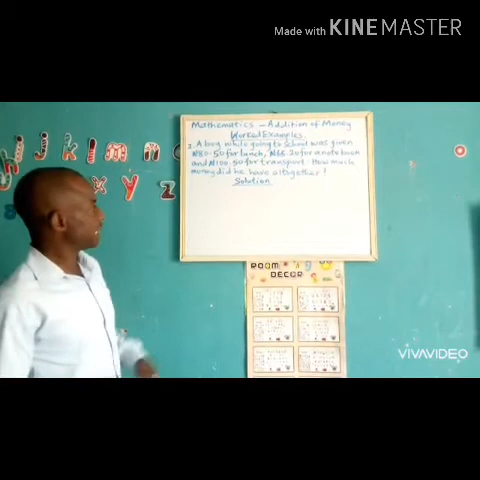 Made with KINEMASTER
Mathematics - Addition of Money
Worked Examples.
2. A boy while going to school was given
₦80.50 for lunch, ₦66.20 for a note book
and ₦100.50 for transport. How much
money did he have altogether?
Solution
h i j k l m n
x y z
ROOM
DECOR
VIVAVIDEO